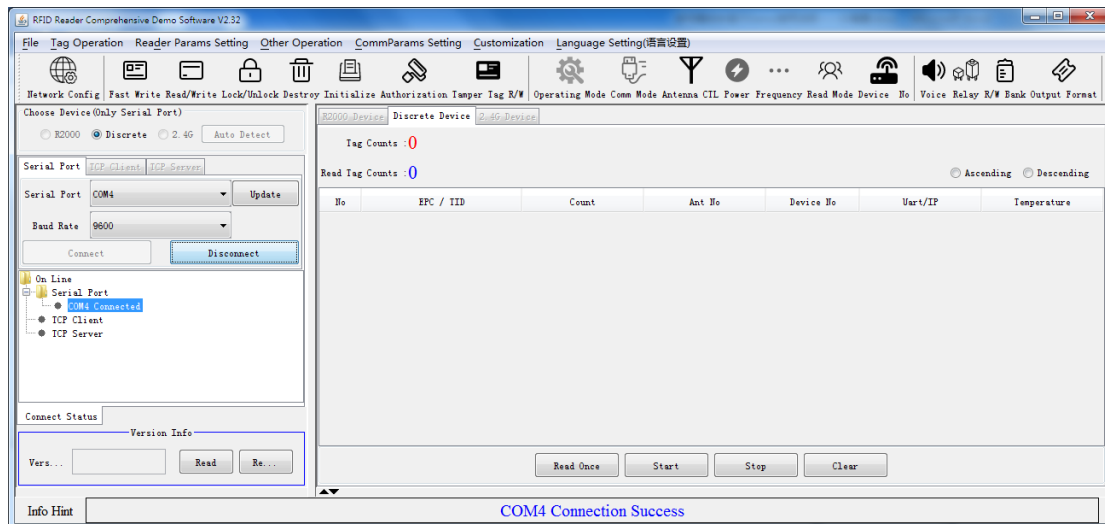 RFID Reader Comprehensive Demo Software V2.32
File Tag Operation Reader Params Setting Other Operation CommParams Setting Customization Language Setting(语言设置)
Network Config Fast Write Read/Write Lock/Unlock Destroy Initialize Authorization Tamper Tag R/W Operating Mode Comm Mode Antenna CTL Power Frequency Read Mode Device No Voice Relay R/W Bank Output Format
Choose Device(Only Serial Port)
R2000 Discrete 2.4G Auto Detect
Serial Port TCP Client TCP Server
Serial Port COM4 Update
Baud Rate 9600
Connect Disconnect
On Line
Serial Port
COM4 Connected
TCP Client
TCP Server
Connect Status
Version Info
Vers... Read Re...
R2000 Device Discrete Device 2.4G Device
Tag Counts :0
Read Tag Counts :0 Ascending Descending
No EPC / TID Count Ant No Device No Uart/IP Temperature
Read Once Start Stop Clear
Info Hint COM4 Connection Success